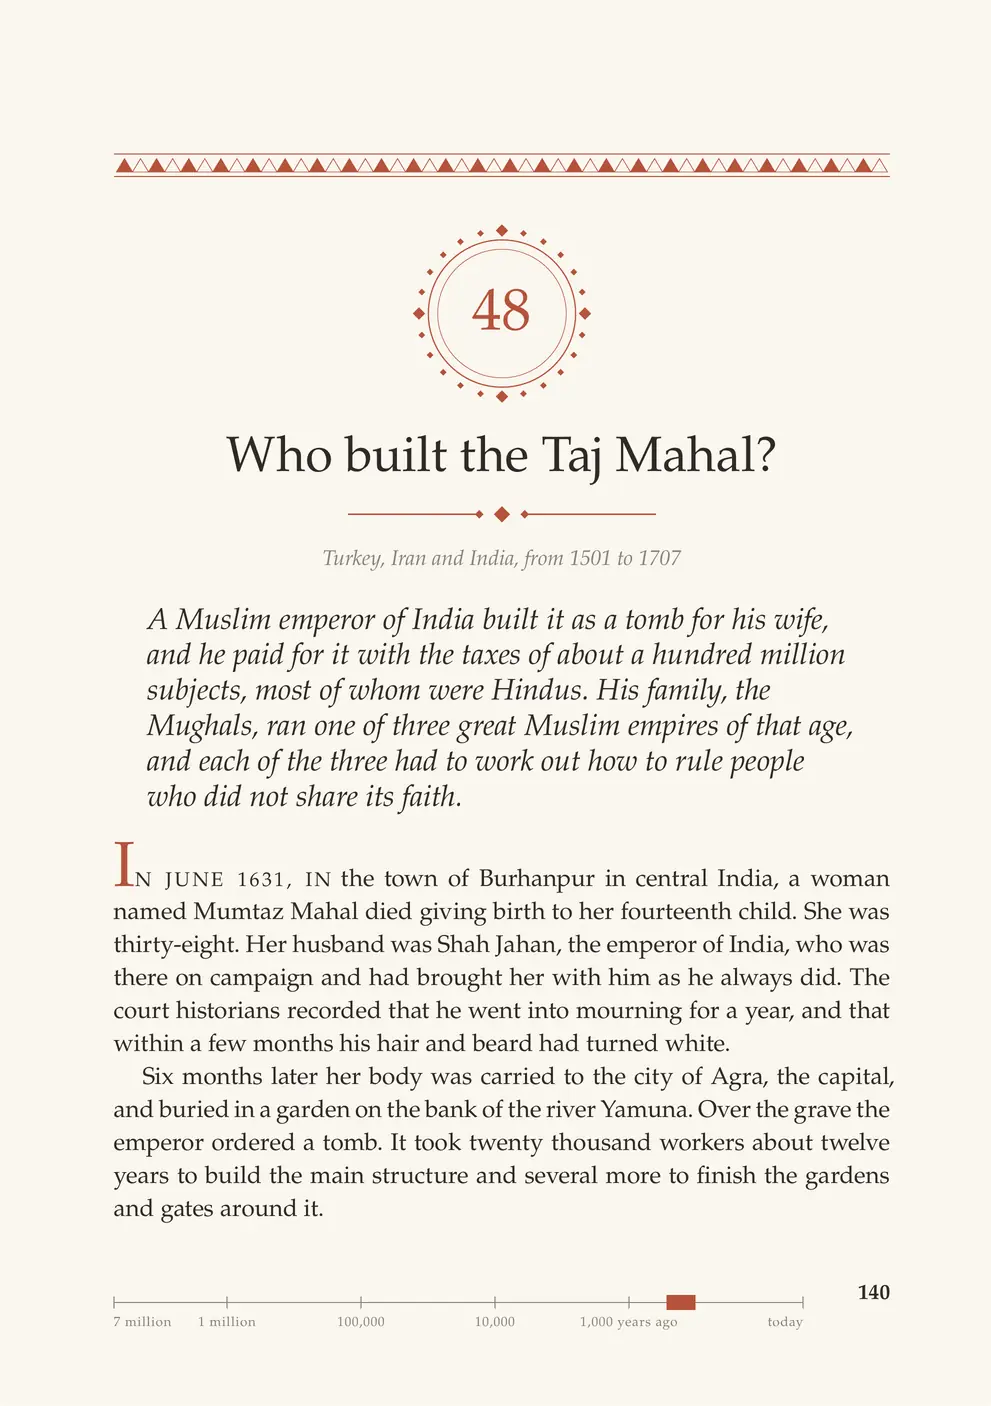 48
Who built the Taj Mahal?
Turkey, Iran and India, from 1501 to 1707
A Muslim emperor of India built it as a tomb for his wife,
and he paid for it with the taxes of about a hundred million
subjects, most of whom were Hindus. His family, the
Mughals, ran one of three great Muslim empires of that age,
and each of the three had to work out how to rule people
who did not share its faith.
IN JUNE 1631, IN the town of Burhanpur in central India, a woman
named Mumtaz Mahal died giving birth to her fourteenth child. She was
thirty-eight. Her husband was Shah Jahan, the emperor of India, who was
there on campaign and had brought her with him as he always did. The
court historians recorded that he went into mourning for a year, and that
within a few months his hair and beard had turned white.
Six months later her body was carried to the city of Agra, the capital,
and buried in a garden on the bank of the river Yamuna. Over the grave the
emperor ordered a tomb. It took twenty thousand workers about twelve
years to build the main structure and several more to finish the gardens
and gates around it.
140
7 million 1 million 100,000 10,000 1,000 years ago today